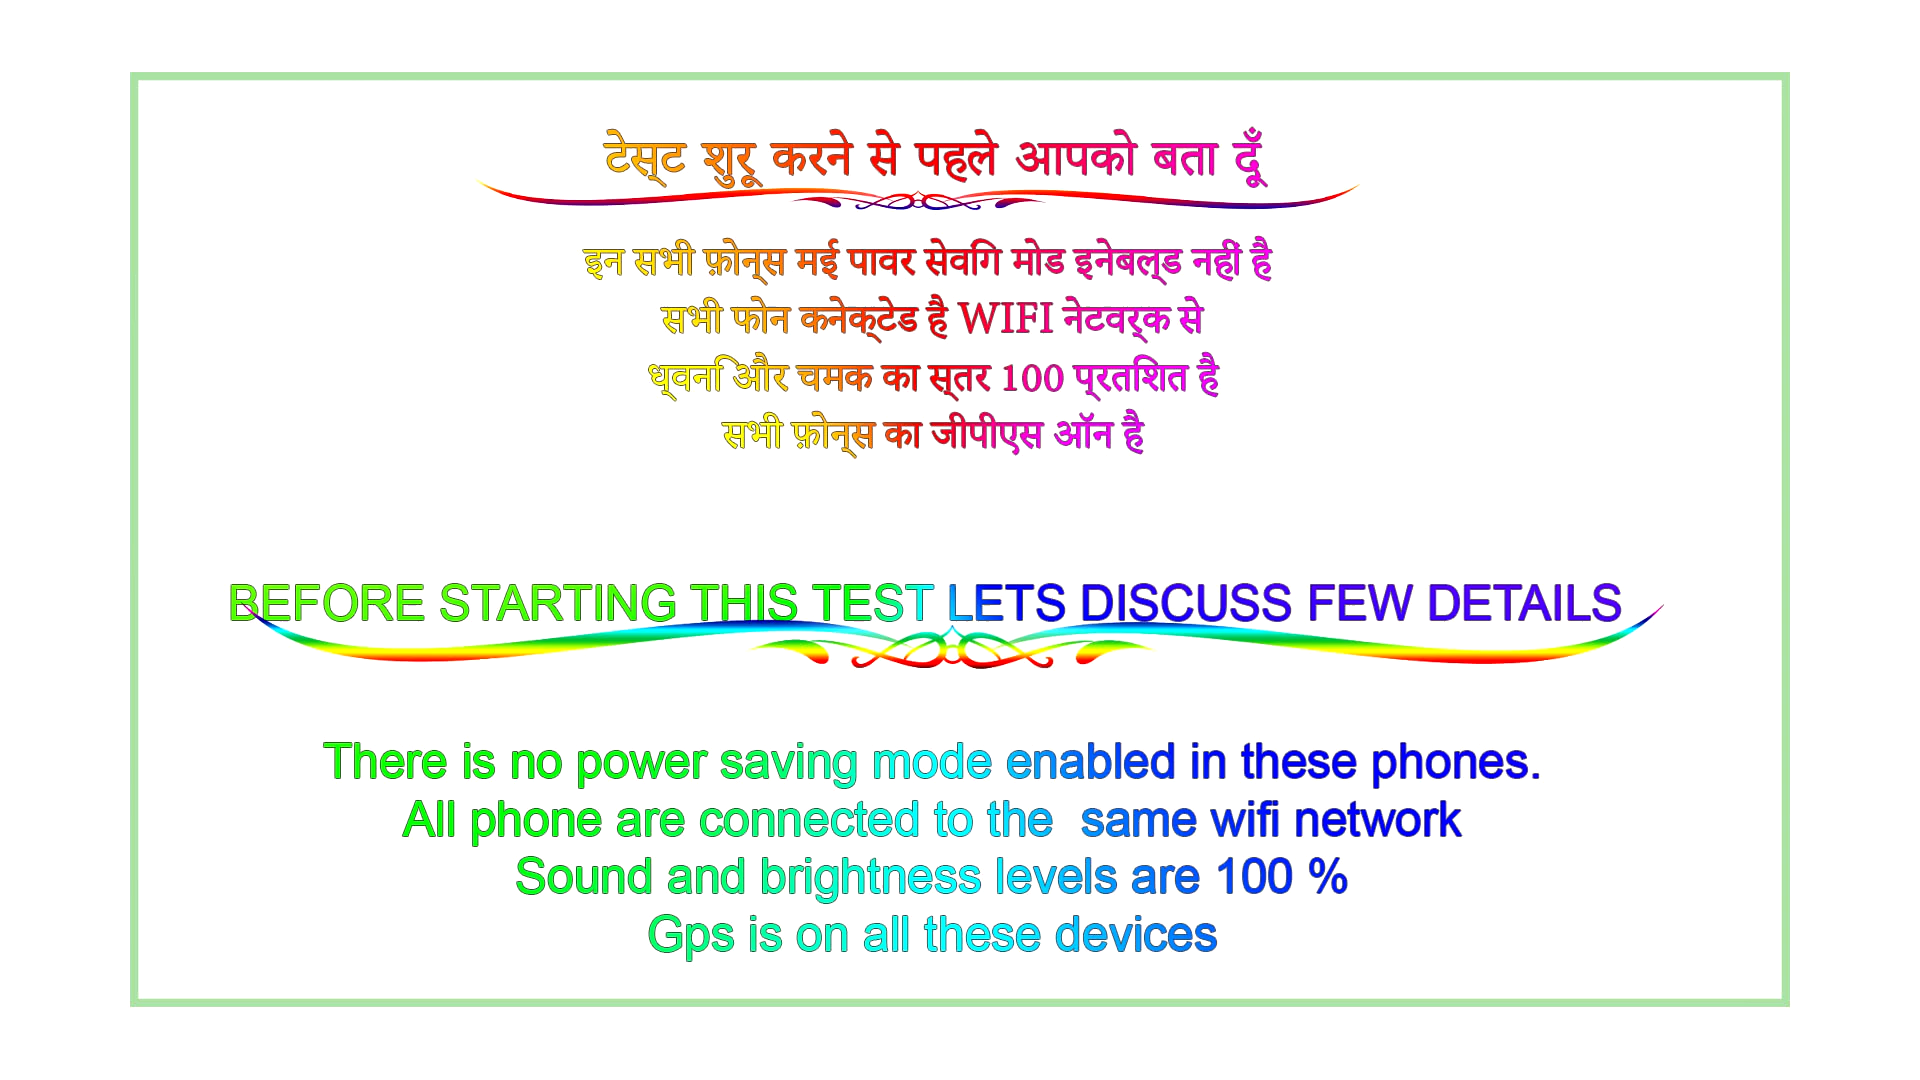 टेस्ट शुरू करने से पहले आपको बता दूँ
इन सभी फ़ोन्स मई पावर सेवगि मोड इनेबल्ड नहीं है
सभी फोन कनेक्टेड है WIFI नेटवर्क से
ध्वनि और चमक का स्तर 100 प्रतिशत है
सभी फ़ोन्स का जीपीएस ऑन है
BEFORE STARTING THIS TEST LETS DISCUSS FEW DETAILS
There is no power saving mode enabled in these phones.
All phone are connected to the  same wifi network
Sound and brightness levels are 100 %
Gps is on all these devices